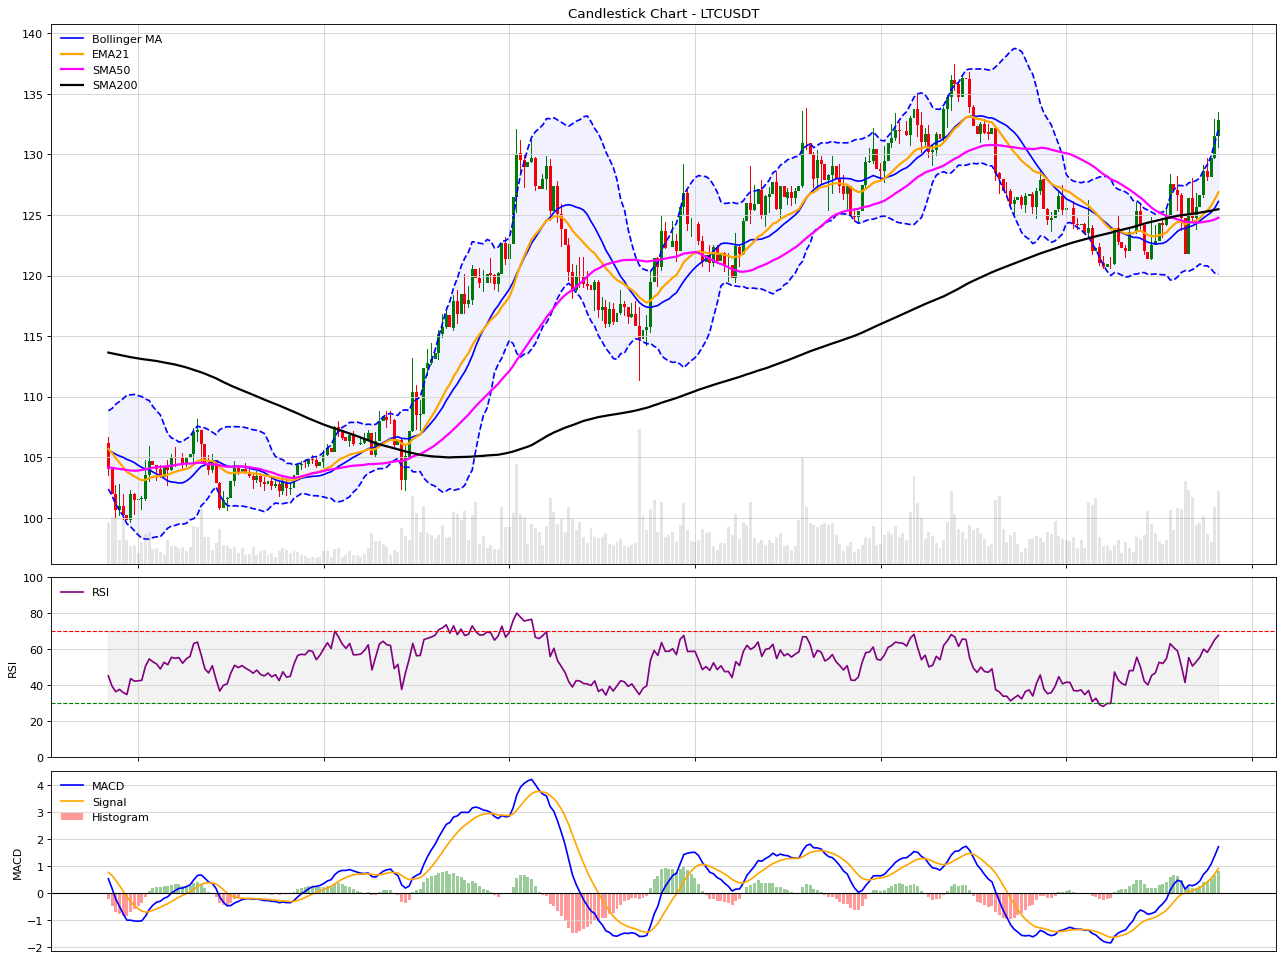 Candlestick Chart - LTCUSDT
140
135
130
125
120
115
110
105
100
Bollinger MA
EMA21
SMA50
SMA200
100
80
60
40
20
0
RSI
RSI
4
3
2
1
0
−1
−2
MACD
MACD
Signal
Histogram